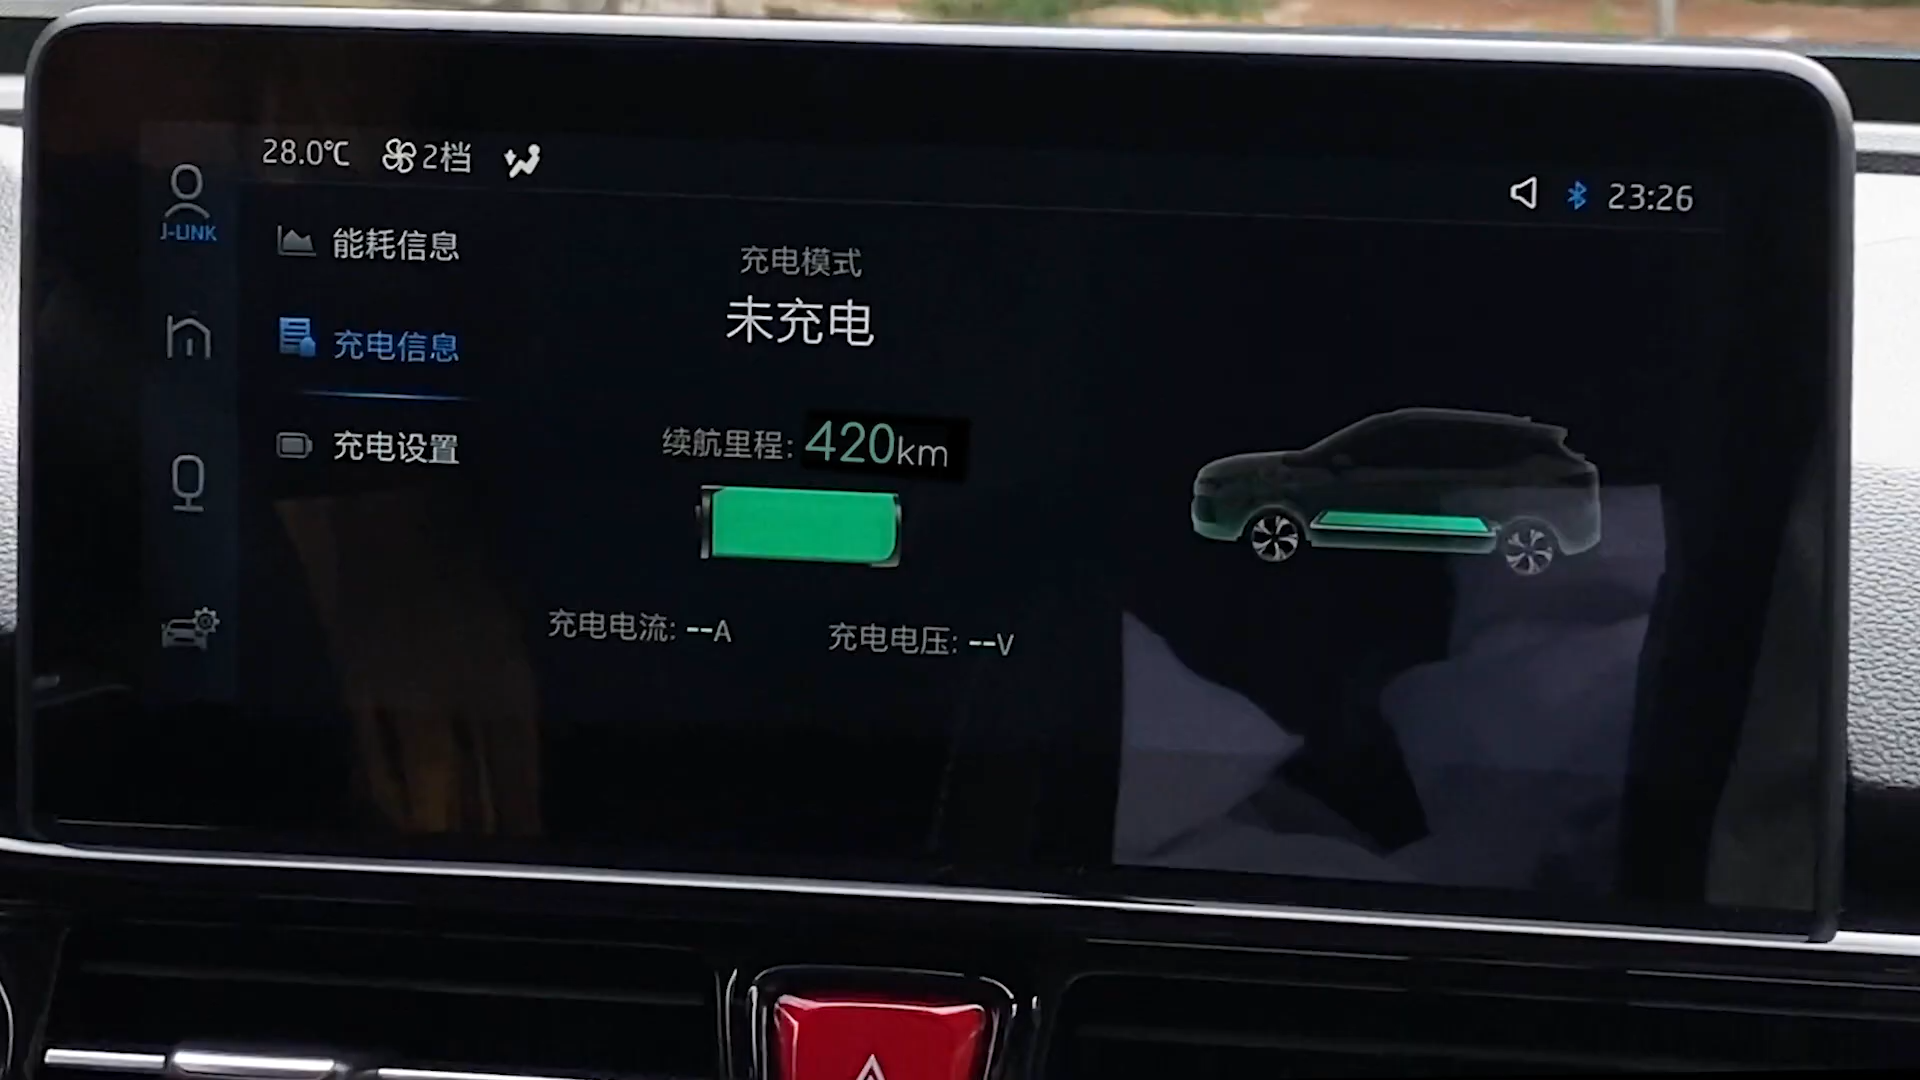 28.0℃ 2档
23:26
J-LINK
能耗信息
充电信息
充电设置
充电模式
未充电
续航里程: 420km
充电电流: --A
充电电压: --V